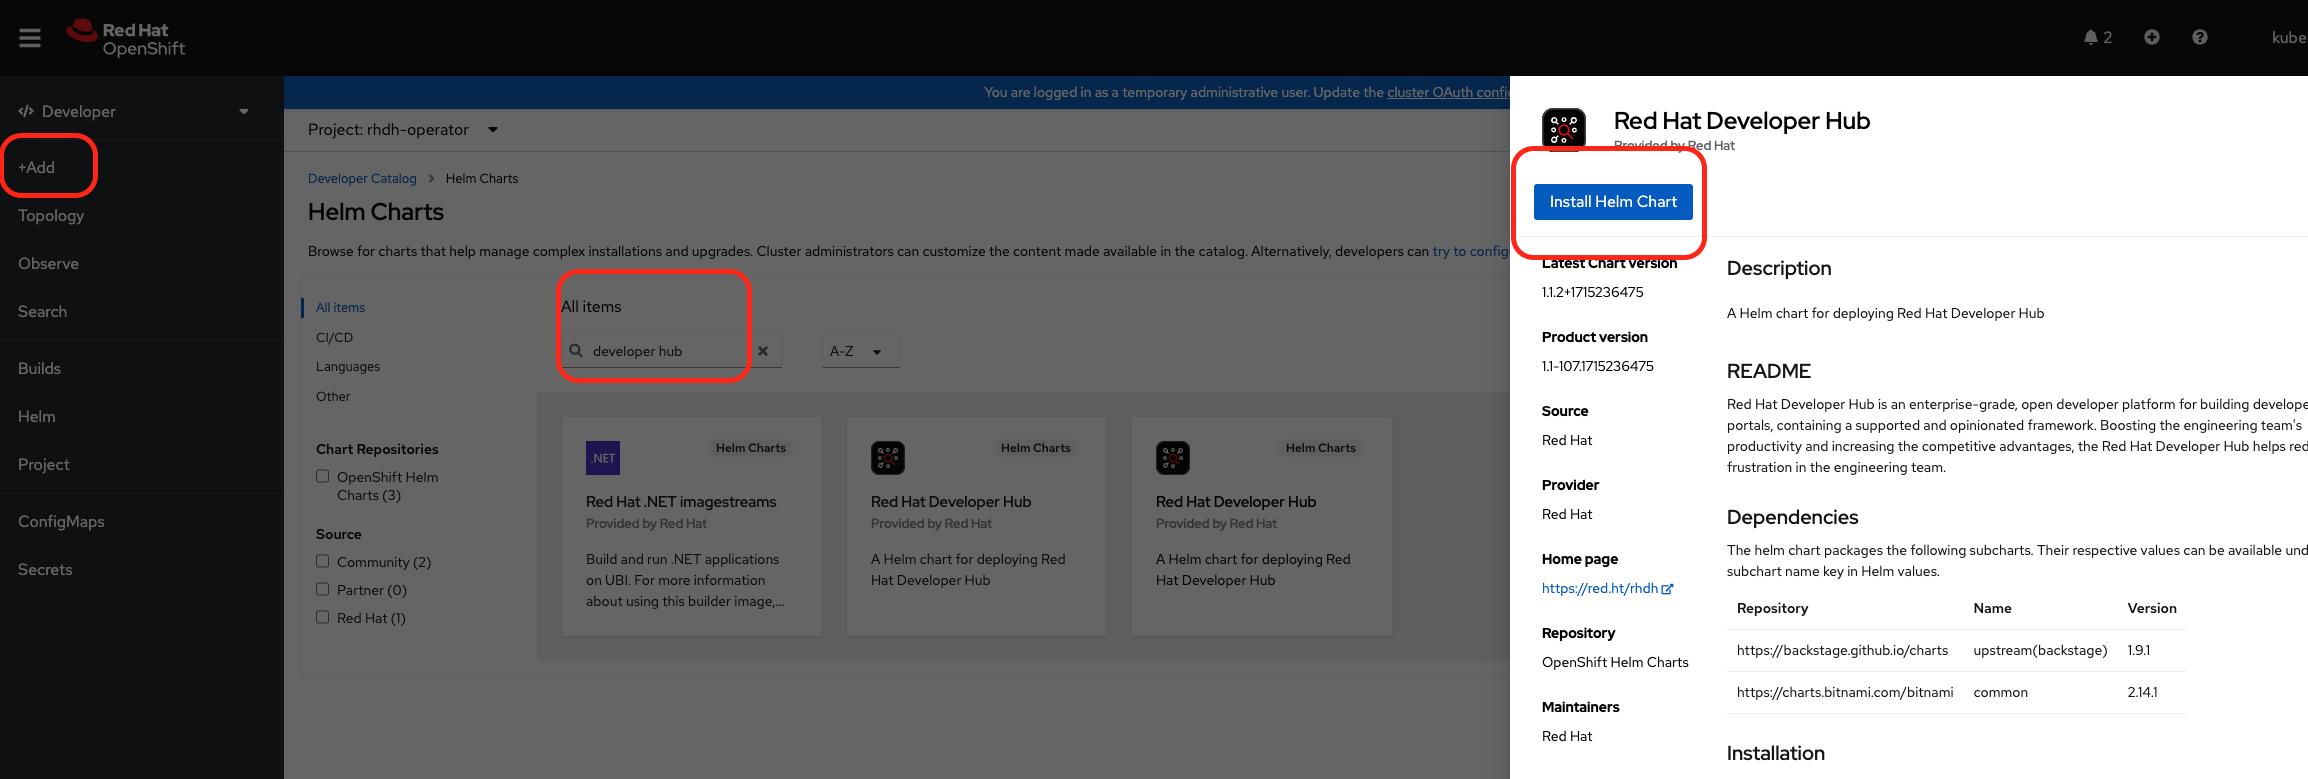 Red Hat
OpenShift
2
kube
Developer
+Add
Topology
Observe
Search
Builds
Helm
Project
ConfigMaps
Secrets
You are logged in as a temporary administrative user. Update the cluster OAuth confi
Project: rhdh-operator
Developer Catalog > Helm Charts
Helm Charts
Browse for charts that help manage complex installations and upgrades. Cluster administrators can customize the content made available in the catalog. Alternatively, developers can try to config
All items
CI/CD
Languages
Other
Chart Repositories
OpenShift Helm
Charts (3)
Source
Community (2)
Partner (0)
Red Hat (1)
All items
developer hub
A-Z
.NET
Helm Charts
Red Hat .NET imagestreams
Provided by Red Hat
Build and run .NET applications
on UBI. For more information
about using this builder image,...
Helm Charts
Red Hat Developer Hub
Provided by Red Hat
A Helm chart for deploying Red
Hat Developer Hub
Helm Charts
Red Hat Developer Hub
Provided by Red Hat
A Helm chart for deploying Red
Hat Developer Hub
Red Hat Developer Hub
Provided by Red Hat
Install Helm Chart
Latest Chart version
1.1.2+1715236475
Product version
1.1-107.1715236475
Source
Red Hat
Provider
Red Hat
Home page
https://red.ht/rhdh
Repository
OpenShift Helm Charts
Maintainers
Red Hat
Description
A Helm chart for deploying Red Hat Developer Hub
README
Red Hat Developer Hub is an enterprise-grade, open developer platform for building develope
portals, containing a supported and opinionated framework. Boosting the engineering team's
productivity and increasing the competitive advantages, the Red Hat Developer Hub helps red
frustration in the engineering team.
Dependencies
The helm chart packages the following subcharts. Their respective values can be available und
subchart name key in Helm values.
Repository Name Version
https://backstage.github.io/charts upstream(backstage) 1.9.1
https://charts.bitnami.com/bitnami common 2.14.1
Installation